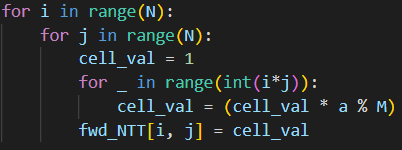 for i in range(N):
    for j in range(N):
        cell_val = 1
        for _ in range(int(i*j)):
            cell_val = (cell_val * a % M)
        fwd_NTT[i, j] = cell_val